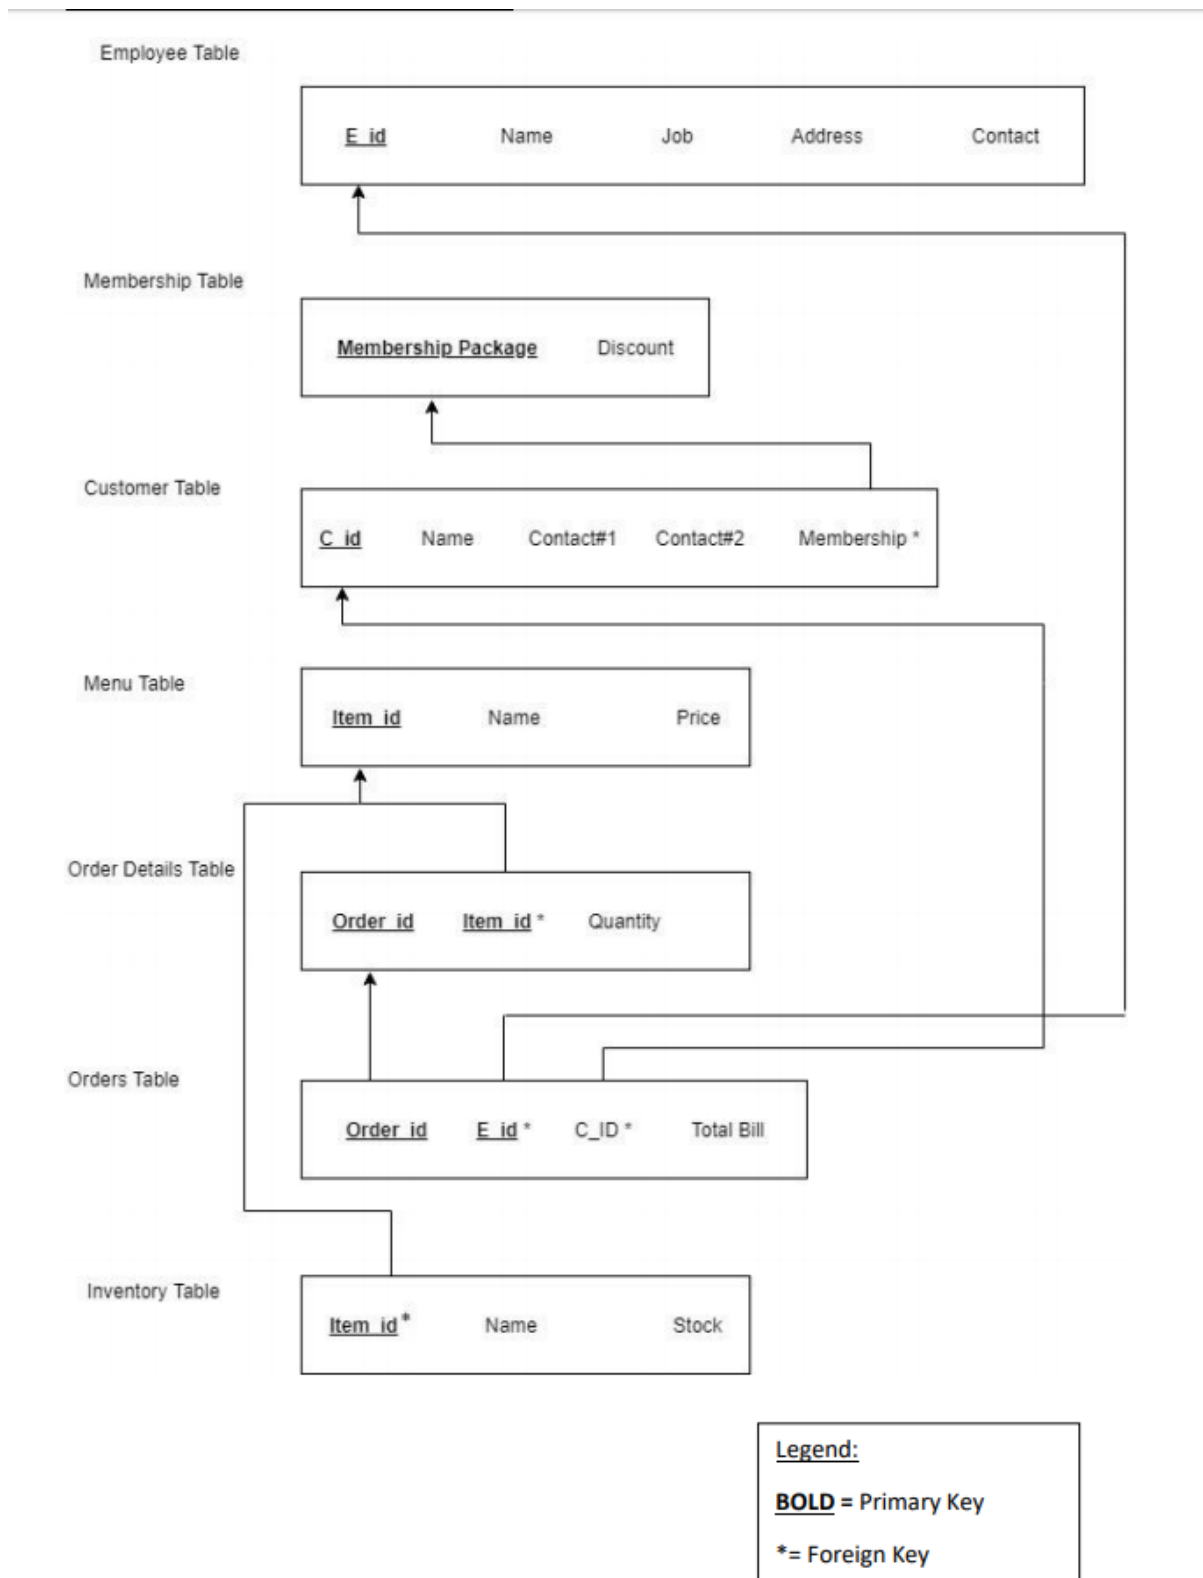 Employee Table
E_id Name Job Address Contact
Membership Table
Membership Package Discount
Customer Table
C_id Name Contact#1 Contact#2 Membership *
Menu Table
Item_id Name Price
Order Details Table
Order_id Item_id * Quantity
Orders Table
Order_id E_id * C_ID * Total Bill
Inventory Table
Item_id * Name Stock
Legend:
BOLD = Primary Key
*= Foreign Key